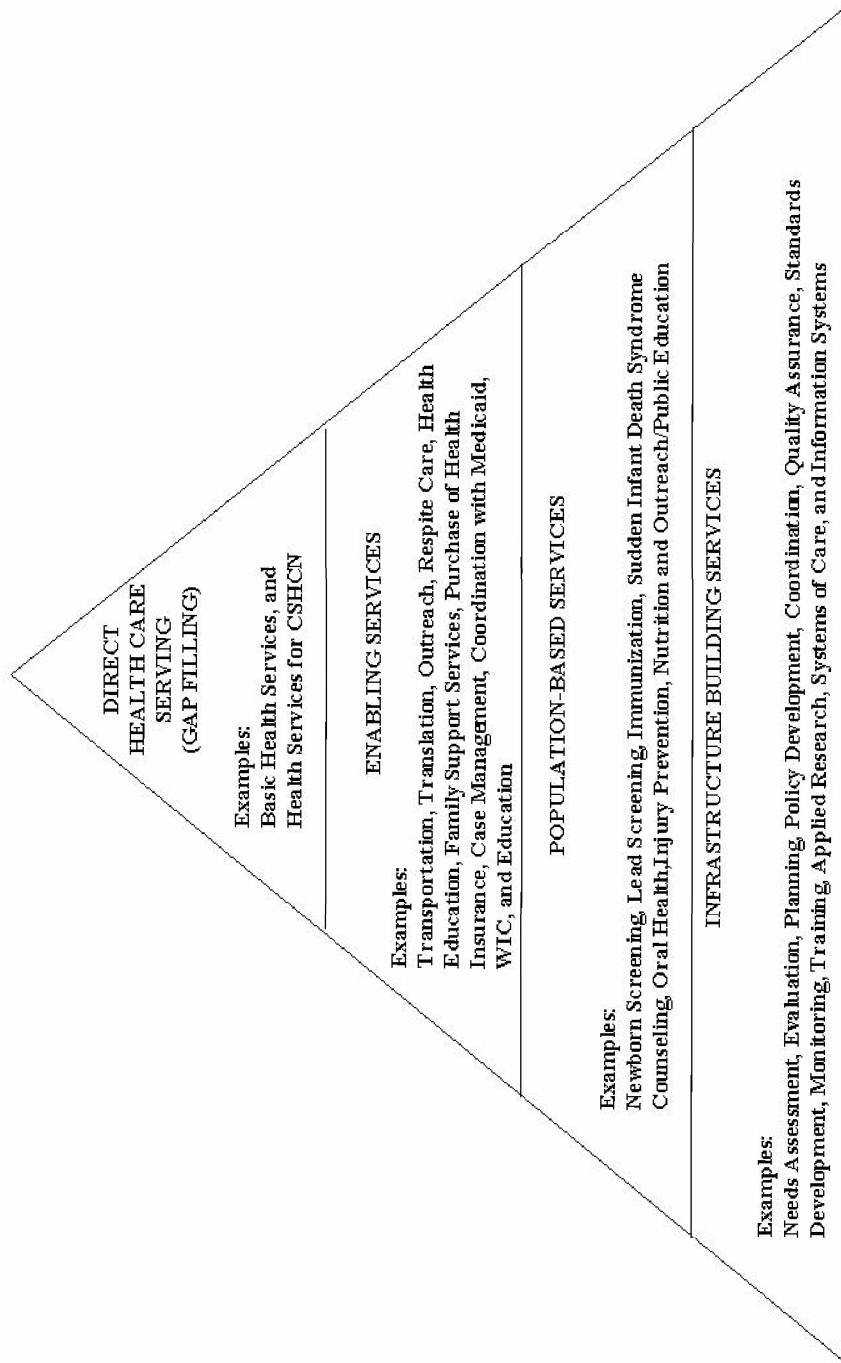 DIRECT
HEALTH CARE
SERVING
(GAP FILLING)
Examples:
Basic Health Services, and
Health Services for CSHCN
ENABLING SERVICES
Examples:
Transportation, Translation, Outreach, Respite Care, Health
Education, Family Support Services, Purchase of Health
Insurance, Case Management, Coordination with Medicaid,
WIC, and Education
POPULATION-BASED SERVICES
Examples:
Newborn Screening, Lead Screening, Immunization, Sudden Infant Death Syndrome
Counseling, Oral Health,Injury Prevention, Nutrition and Outreach/Public Education
INFRASTRUCTURE BUILDING SERVICES
Examples:
Needs Assessment, Evaluation, Planning, Policy Development, Coordination, Quality Assurance, Standards
Development, Monitoring, Training, Applied Research, Systems of Care, and Information Systems